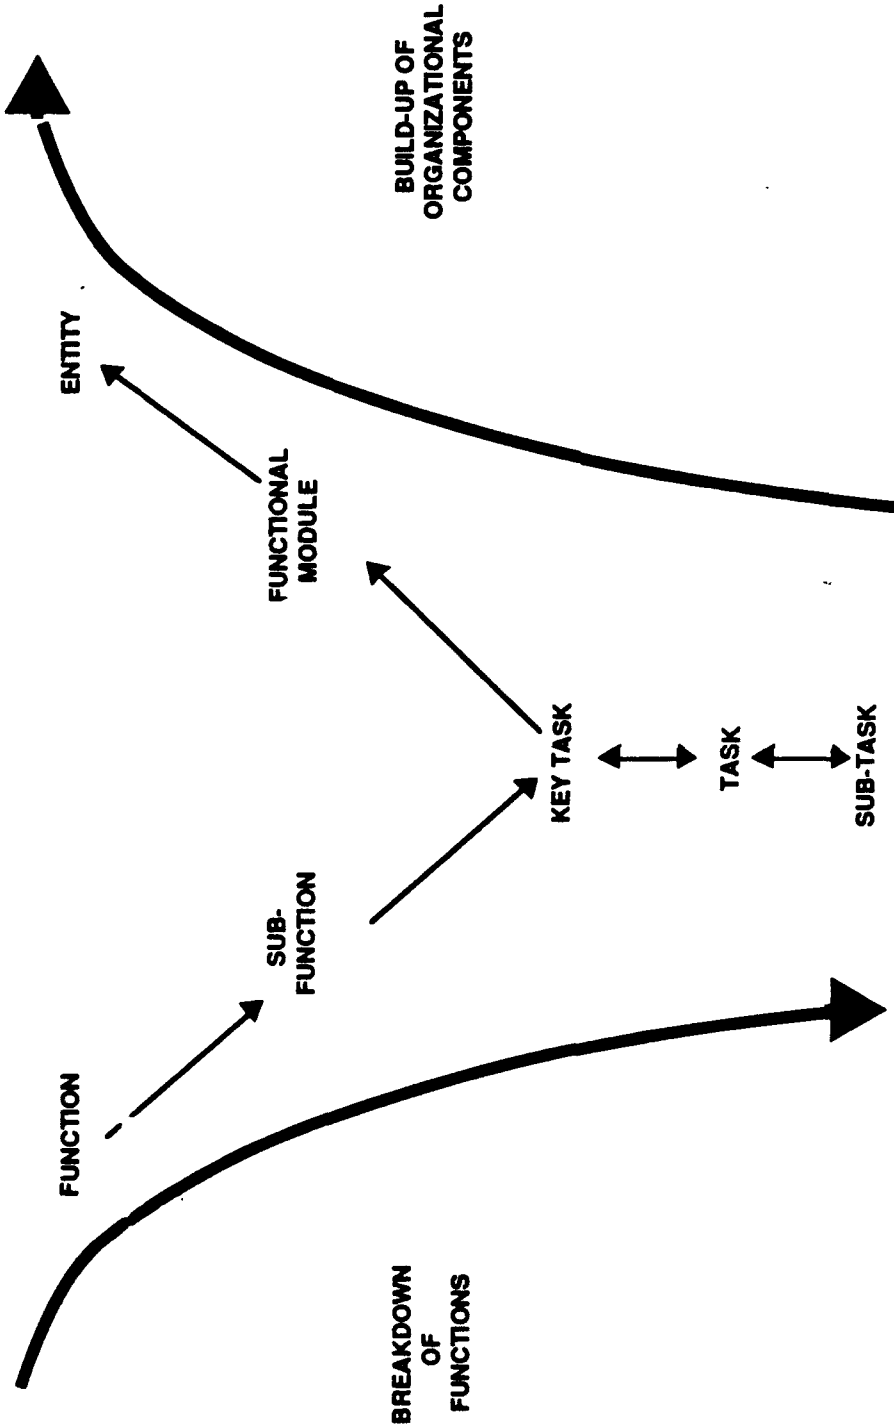 FUNCTION
SUB-
FUNCTION
KEY TASK
TASK
SUB-TASK
FUNCTIONAL
MODULE
ENTITY
BREAKDOWN
OF
FUNCTIONS
BUILD-UP OF
ORGANIZATIONAL
COMPONENTS